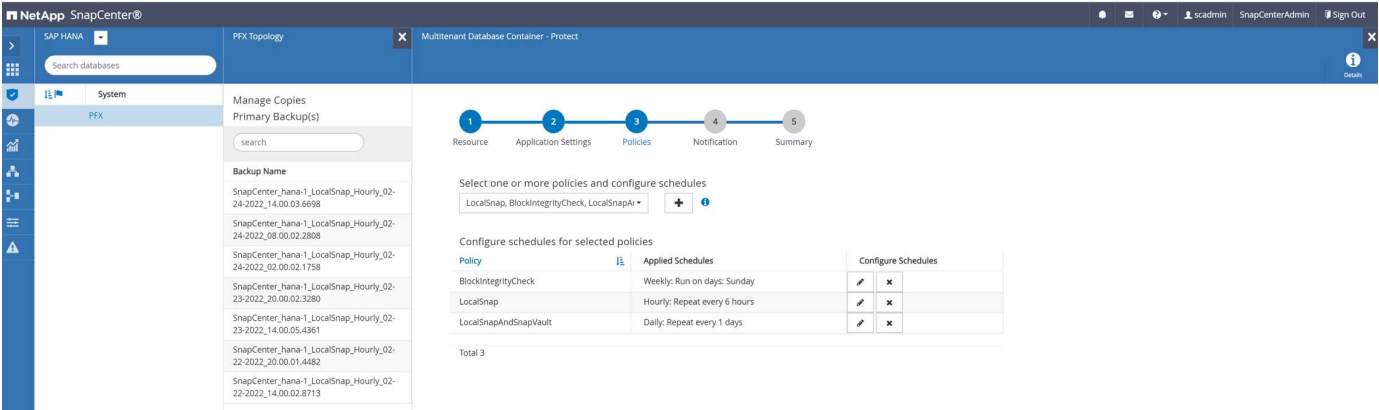 NetApp SnapCenter®
scadmin SnapCenterAdmin Sign Out
SAP HANA
Search databases
System
PFX
PFX Topology
Manage Copies
Primary Backup(s)
search
Backup Name
SnapCenter_hana-1_LocalSnap_Hourly_02-
24-2022_14.00.03.6698
SnapCenter_hana-1_LocalSnap_Hourly_02-
24-2022_08.00.02.2808
SnapCenter_hana-1_LocalSnap_Hourly_02-
24-2022_02.00.02.1758
SnapCenter_hana-1_LocalSnap_Hourly_02-
23-2022_20.00.02.3280
SnapCenter_hana-1_LocalSnap_Hourly_02-
23-2022_14.00.05.4361
SnapCenter_hana-1_LocalSnap_Hourly_02-
22-2022_20.00.01.4482
SnapCenter_hana-1_LocalSnap_Hourly_02-
22-2022_14.00.02.8713
Multitenant Database Container - Protect
Details
1 2 3 4 5
Resource Application Settings Policies Notification Summary
Select one or more policies and configure schedules
LocalSnap, BlockIntegrityCheck, LocalSnapA
Configure schedules for selected policies
Policy Applied Schedules Configure Schedules
BlockIntegrityCheck Weekly: Run on days: Sunday
LocalSnap Hourly: Repeat every 6 hours
LocalSnapAndSnapVault Daily: Repeat every 1 days
Total 3